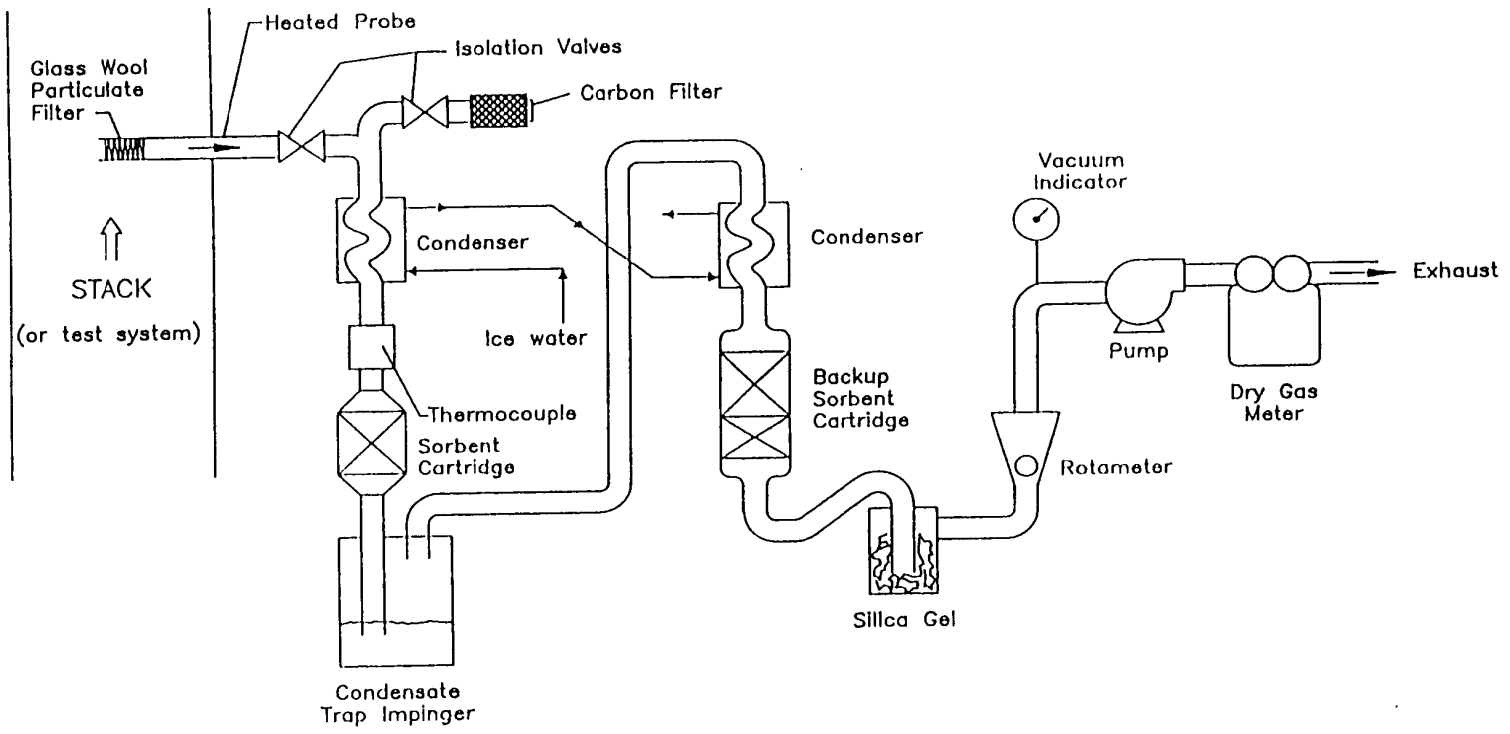 Heated Probe
Isolation Valves
Glass Wool
Particulate
Filter
Carbon Filter
Vacuum
Indicator
Condenser
Condenser
Exhaust
STACK
(or test system)
Ice water
Pump
Backup
Sorbent
Cartridge
Dry Gas
Meter
Thermocouple
Sorbent
Cartridge
Rotameter
Silica Gel
Condensate
Trap Impinger